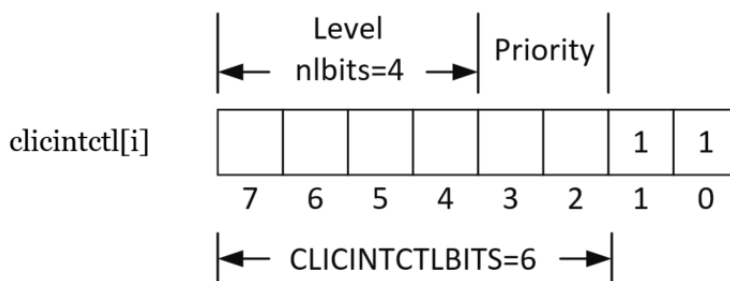 Level
nlbits=4
Priority
clicintctl[i]
1 1
7 6 5 4 3 2 1 0
CLICINTCTLBITS=6